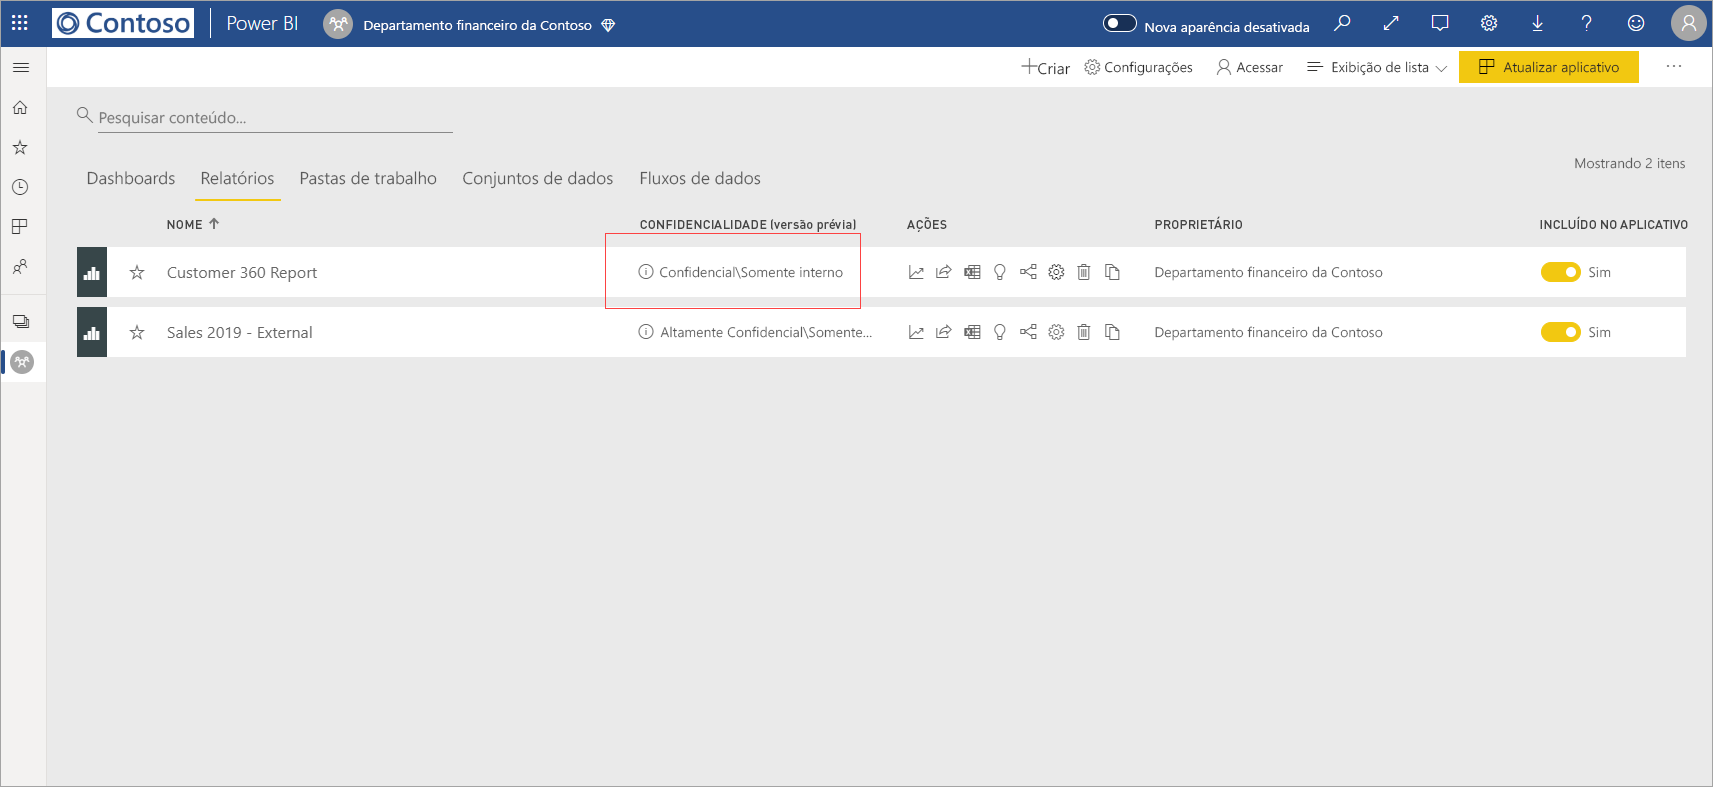 Contoso Power BI Departamento financeiro da Contoso Nova aparência desativada
Criar Configurações Acessar Exibição de lista Atualizar aplicativo
Pesquisar conteúdo...
Mostrando 2 itens
Dashboards Relatórios Pastas de trabalho Conjuntos de dados Fluxos de dados
NOME CONFIDENCIALIDADE (versão prévia) AÇÕES PROPRIETÁRIO INCLUÍDO NO APLICATIVO
Customer 360 Report Confidencial\Somente interno Departamento financeiro da Contoso Sim
Sales 2019 - External Altamente Confidencial\Somente... Departamento financeiro da Contoso Sim